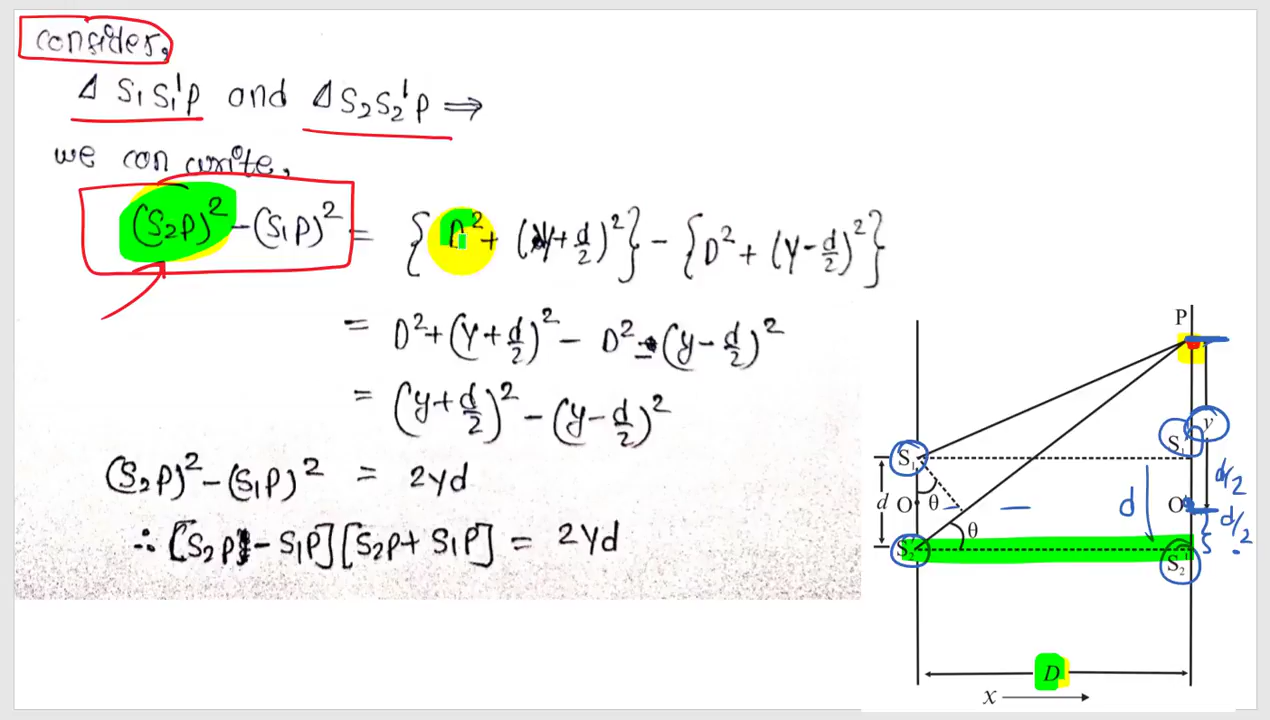 consider,
Δ S₁S₁'P and ΔS₂S₂'P ⇒
we can write,
(S₂P)² – (S₁P)² = {D² + (y + d/2)²} – {D² + (y – d/2)²}
= D² + (y + d/2)² – D² – (y – d/2)²
= (y + d/2)² – (y – d/2)²
(S₂P)² – (S₁P)² = 2yd
∴ [S₂P – S₁P][S₂P + S₁P] = 2yd
P
y
S₁ S₁'
d/2
d O θ d O
d/2
θ
S₂ S₂'
D
x